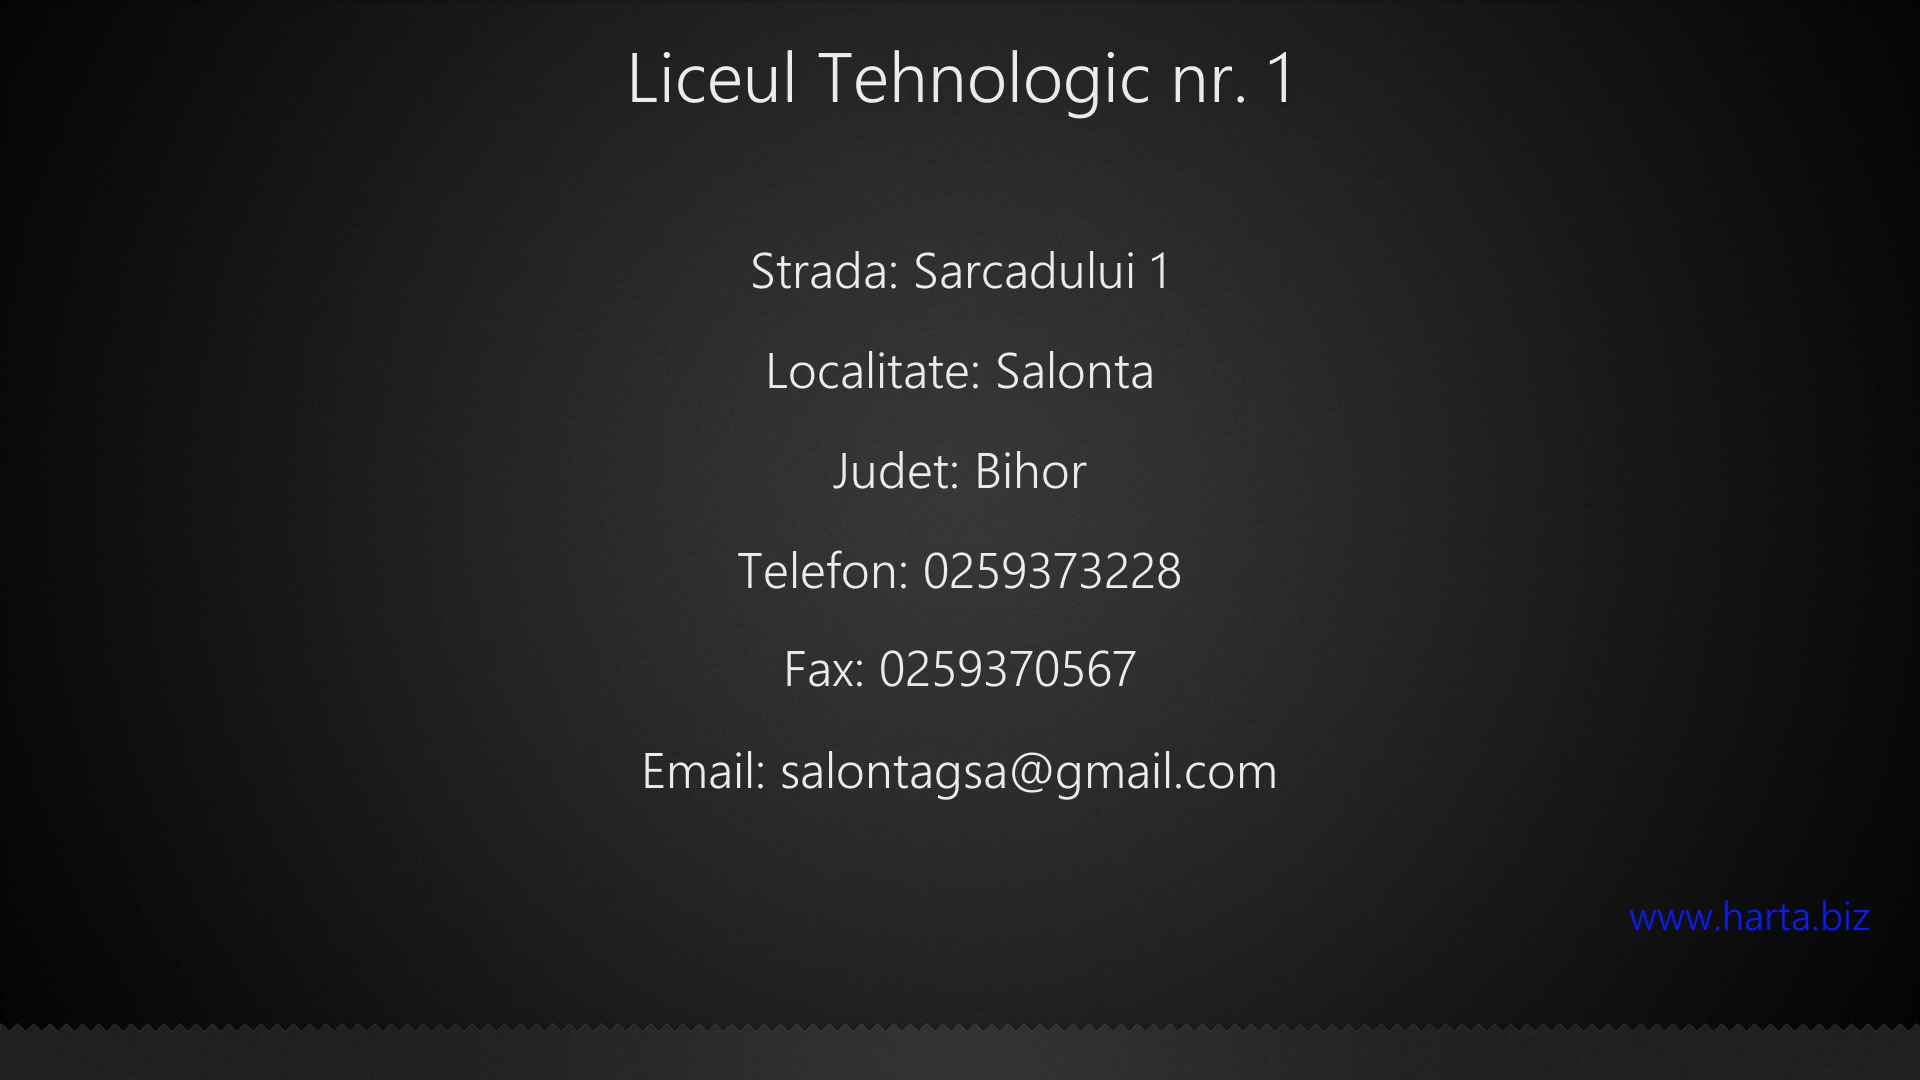 Liceul Tehnologic nr. 1
Strada: Sarcadului 1
Localitate: Salonta
Judet: Bihor
Telefon: 0259373228
Fax: 0259370567
Email: salontagsa@gmail.com
www.harta.biz